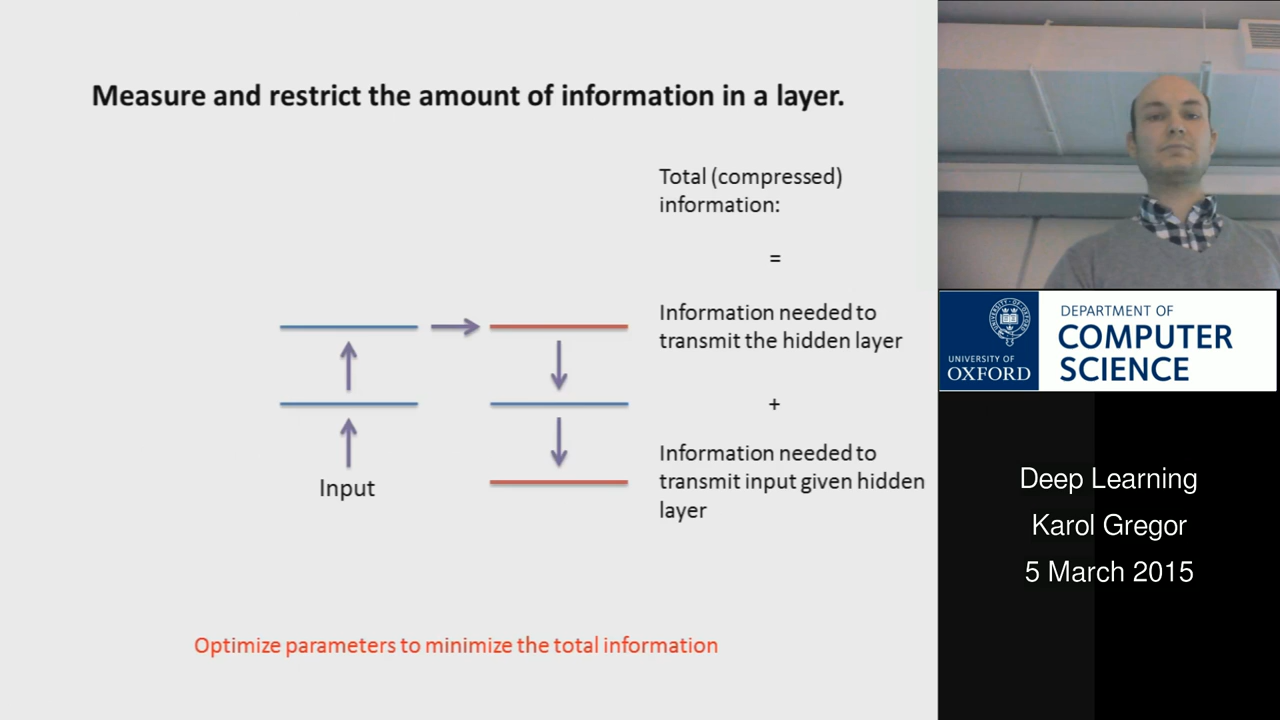 Measure and restrict the amount of information in a layer.
Total (compressed)
information:
=
Information needed to
transmit the hidden layer
+
Information needed to
transmit input given hidden
layer
Input
Optimize parameters to minimize the total information
UNIVERSITY OF
OXFORD
DEPARTMENT OF
COMPUTER
SCIENCE
Deep Learning
Karol Gregor
5 March 2015